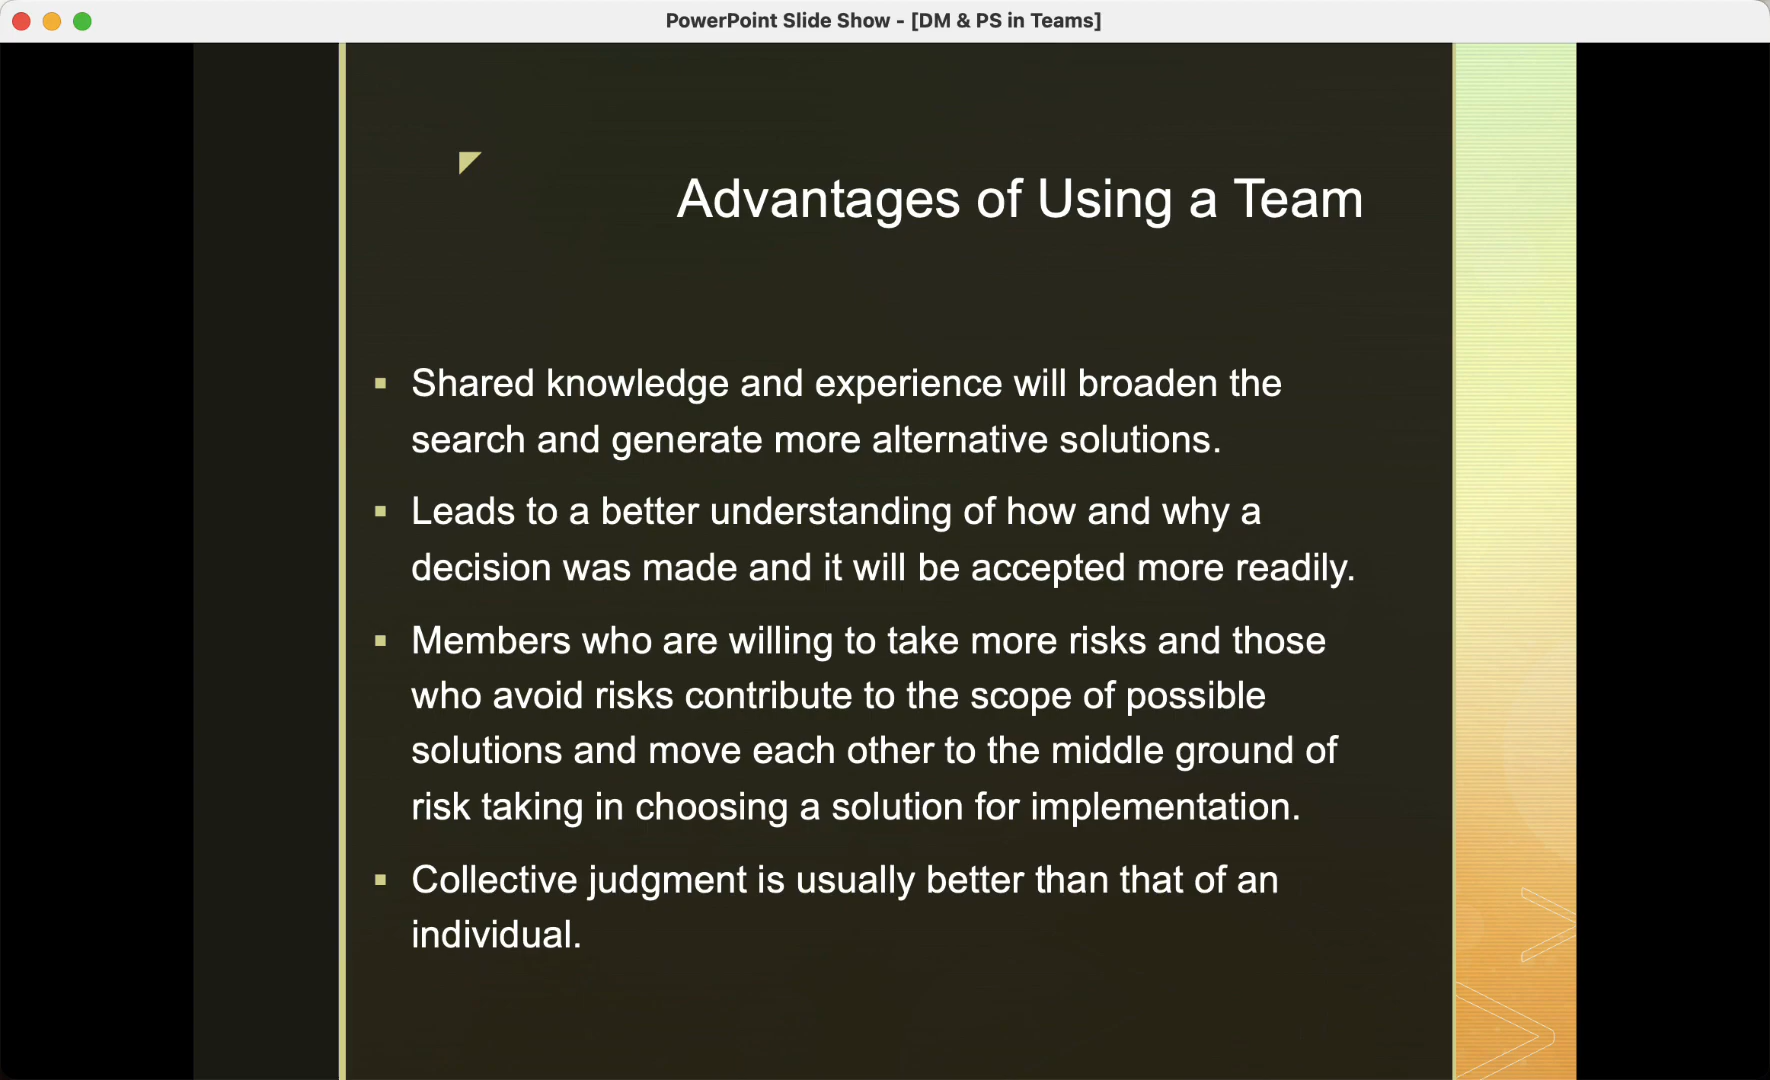 PowerPoint Slide Show - [DM & PS in Teams]
Advantages of Using a Team
▪ Shared knowledge and experience will broaden the
search and generate more alternative solutions.
▪ Leads to a better understanding of how and why a
decision was made and it will be accepted more readily.
▪ Members who are willing to take more risks and those
who avoid risks contribute to the scope of possible
solutions and move each other to the middle ground of
risk taking in choosing a solution for implementation.
▪ Collective judgment is usually better than that of an
individual.